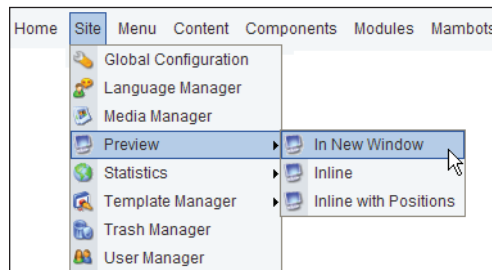 Home Site Menu Content Components Modules Mambots
Global Configuration
Language Manager
Media Manager
Preview
In New Window
Statistics
Inline
Template Manager
Inline with Positions
Trash Manager
User Manager